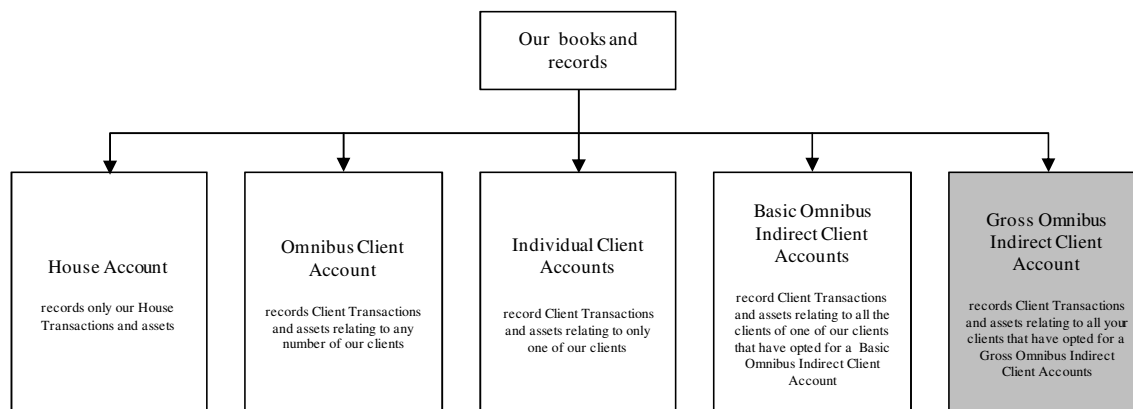 Our books and
records
House Account
records only our House
Transactions and assets
Omnibus Client
Account
records Client Transactions
and assets relating to any
number of our clients
Individual Client
Accounts
record Client Transactions
and assets relating to only
one of our clients
Basic Omnibus
Indirect Client
Accounts
record Client Transactions
and assets relating to all the
clients of one of our clients
that have opted for a Basic
Omnibus Indirect Client
Account
Gross Omnibus
Indirect Client
Account
records Client Transactions
and assets relating to all your
clients that have opted for a
Gross Omnibus Indirect
Client Accounts